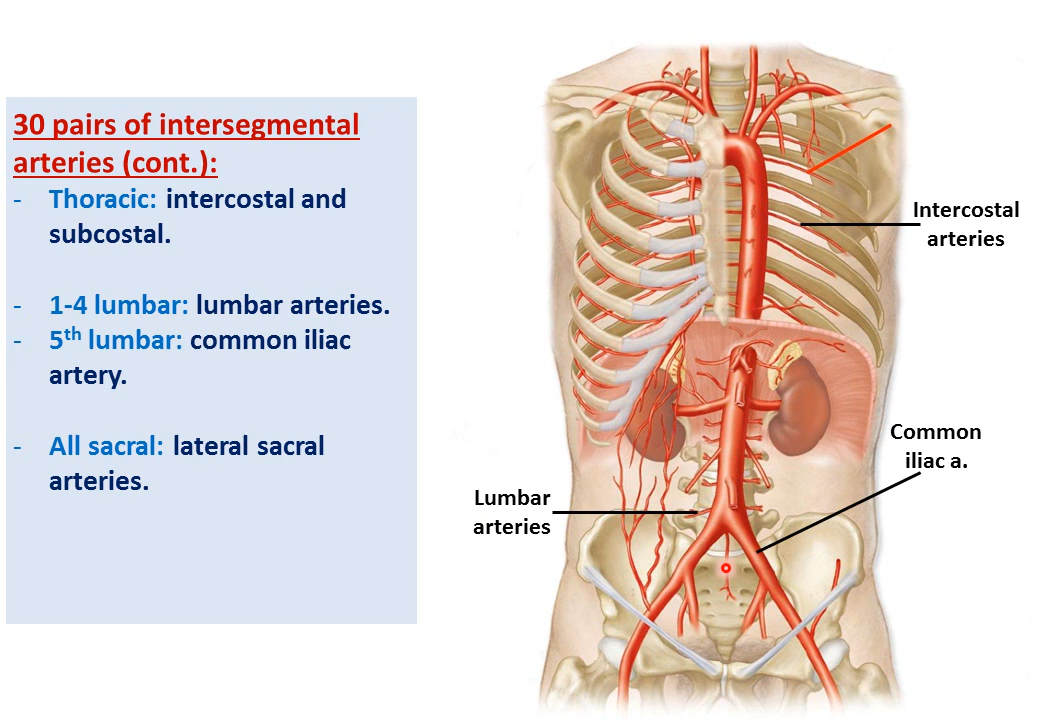 30 pairs of intersegmental
arteries (cont.):
- Thoracic: intercostal and
subcostal.
- 1-4 lumbar: lumbar arteries.
- 5th lumbar: common iliac
artery.
- All sacral: lateral sacral
arteries.
Intercostal
arteries
Common
iliac a.
Lumbar
arteries